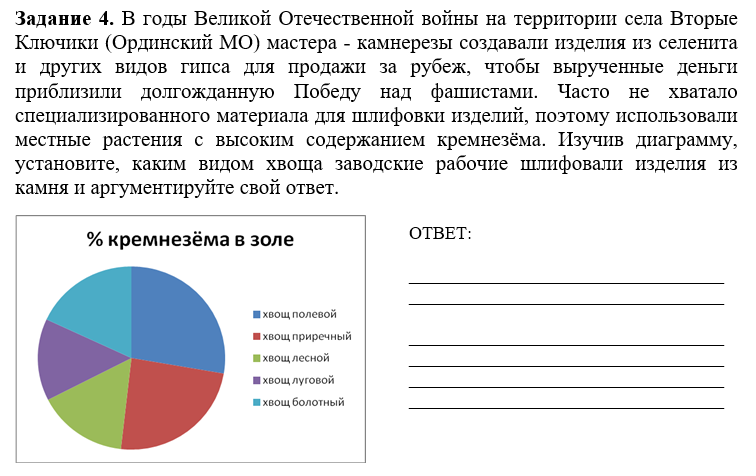 Задание 4. В годы Великой Отечественной войны на территории села Вторые
Ключики (Ординский МО) мастера - камнерезы создавали изделия из селенита
и других видов гипса для продажи за рубеж, чтобы вырученные деньги
приблизили долгожданную Победу над фашистами. Часто не хватало
специализированного материала для шлифовки изделий, поэтому использовали
местные растения с высоким содержанием кремнезёма. Изучив диаграмму,
установите, каким видом хвоща заводские рабочие шлифовали изделия из
камня и аргументируйте свой ответ.
% кремнезёма в золе
хвощ полевой
хвощ приречный
хвощ лесной
хвощ луговой
хвощ болотный
ОТВЕТ: